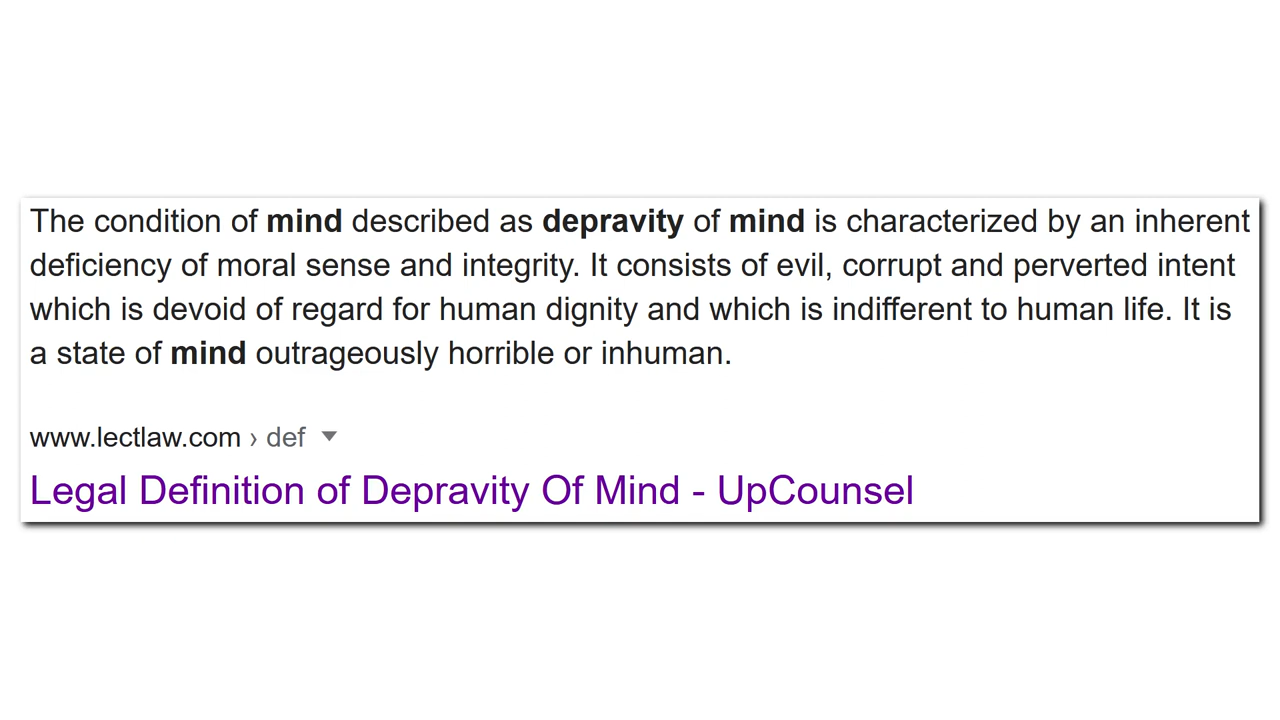 The condition of mind described as depravity of mind is characterized by an inherent
deficiency of moral sense and integrity. It consists of evil, corrupt and perverted intent
which is devoid of regard for human dignity and which is indifferent to human life. It is
a state of mind outrageously horrible or inhuman.
www.lectlaw.com › def
Legal Definition of Depravity Of Mind - UpCounsel